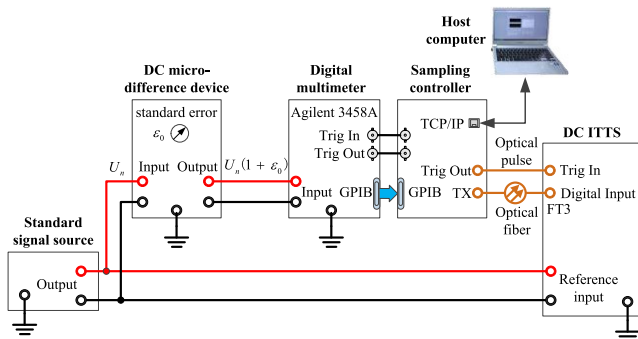 Host
computer
DC micro-
difference device
Digital
multimeter
Sampling
controller
standard error
ε₀
Agilent 3458A
Trig In
Trig Out
TCP/IP
Optical
pulse
DC ITTS
Uₙ
Input
Output
Uₙ(1 + ε₀)
Input
GPIB
GPIB
Trig Out
TX
Trig In
Digital Input
FT3
Optical
fiber
Standard
signal source
Output
Reference
input